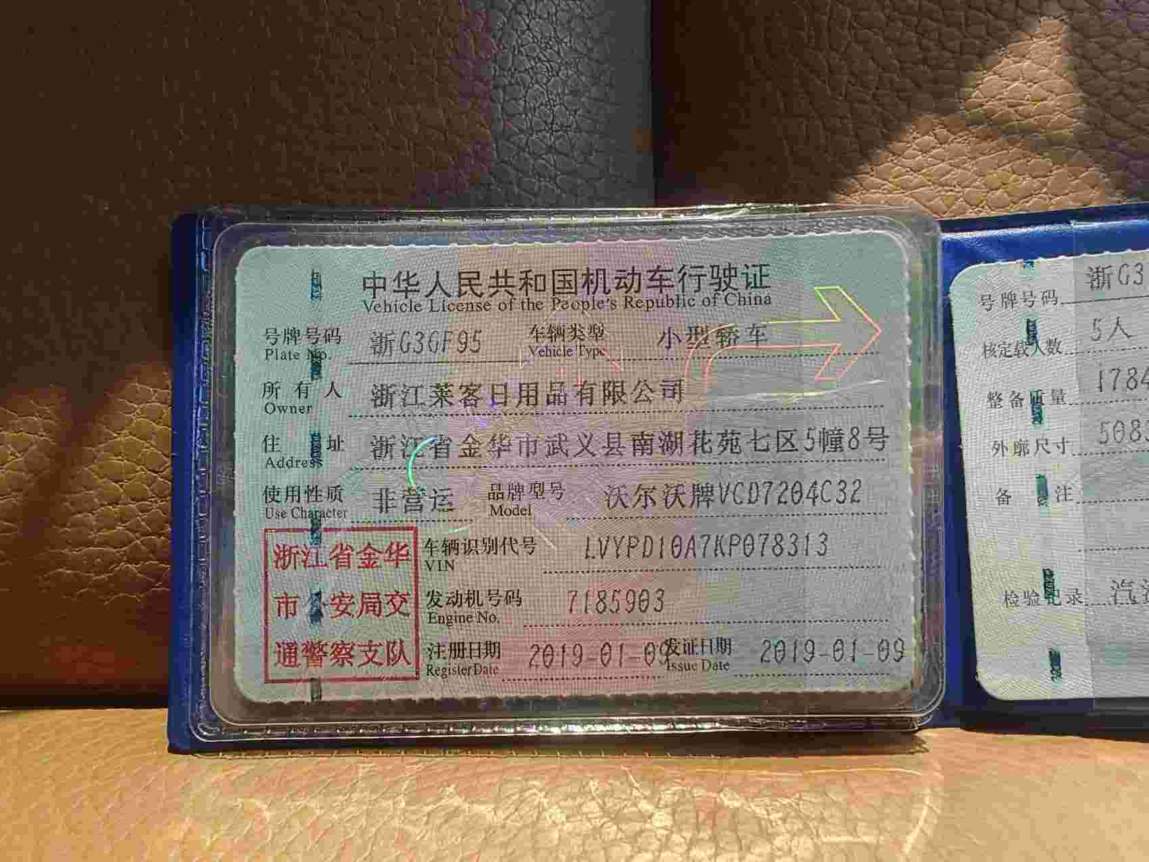 中华人民共和国机动车行驶证
Vehicle License of the People's Republic of China
号牌号码 浙G30F95 车辆类型 小型轿车
Plate No. Vehicle Type
所有人 浙江莱客日用品有限公司
Owner
住址 浙江省金华市武义县南湖花苑七区5幢8号
Address
使用性质 非营运 品牌型号 沃尔沃牌VCD7204C32
Use Character Model
浙江省金华
市公安局交
通警察支队
车辆识别代号 LVYPD10A7KP078313
VIN
发动机号码 7185903
Engine No.
注册日期 2019-01-09 发证日期 2019-01-09
Register Date Issue Date
号牌号码 浙G3
核定载人数 5人
整备质量 1784
外廓尺寸 508
备注
检验记录 汽